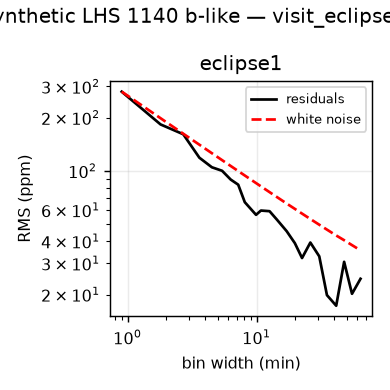 LHS 1140 b-like — visit_eclipse
eclipse1
RMS (ppm)
3 × 10²
2 × 10²
10²
6 × 10¹
4 × 10¹
3 × 10¹
2 × 10¹
residuals
white noise
10⁰ 10¹
bin width (min)